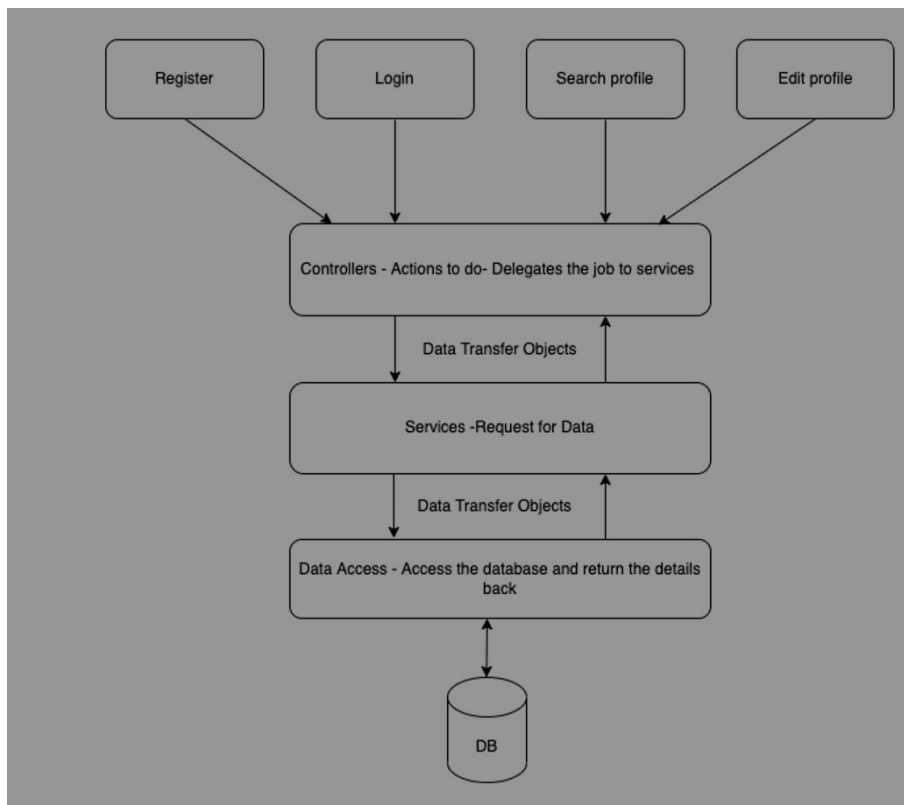 Register
Login
Search profile
Edit profile
Controllers - Actions to do- Delegates the job to services
Data Transfer Objects
Services -Request for Data
Data Transfer Objects
Data Access - Access the database and return the details
back
DB